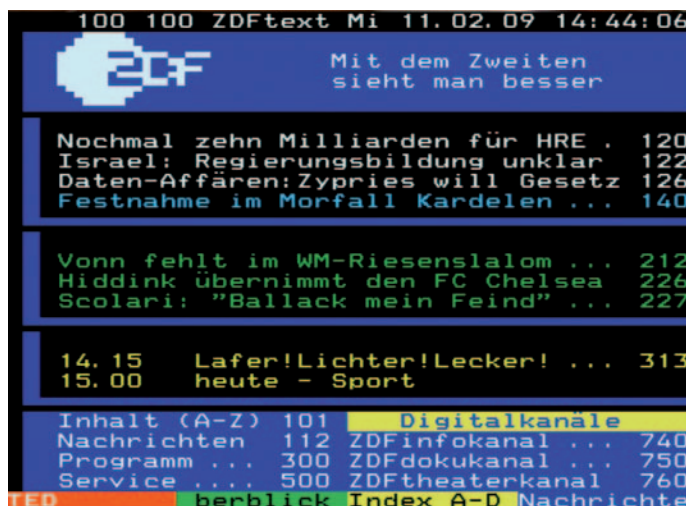 100 100 ZDFtext Mi 11.02.09 14:44:06
ZDF
Mit dem Zweiten
sieht man besser
Nochmal zehn Milliarden für HRE . 120
Israel: Regierungsbildung unklar 122
Daten-Affären:Zypries will Gesetz 126
Festnahme im Morfall Kardelen ... 140
Vonn fehlt im WM-Riesenslalom ... 212
Hiddink übernimmt den FC Chelsea 226
Scolari: "Ballack mein Feind" ... 227
14.15 Lafer!Lichter!Lecker! ... 313
15.00 heute - Sport
Inhalt (A-Z) 101 Digitalkanäle
Nachrichten 112 ZDFinfokanal ... 740
Programm ... 300 ZDFdokukanal ... 750
Service .... 500 ZDFtheaterkanal 760
TED berblick Index A-D Nachrichte